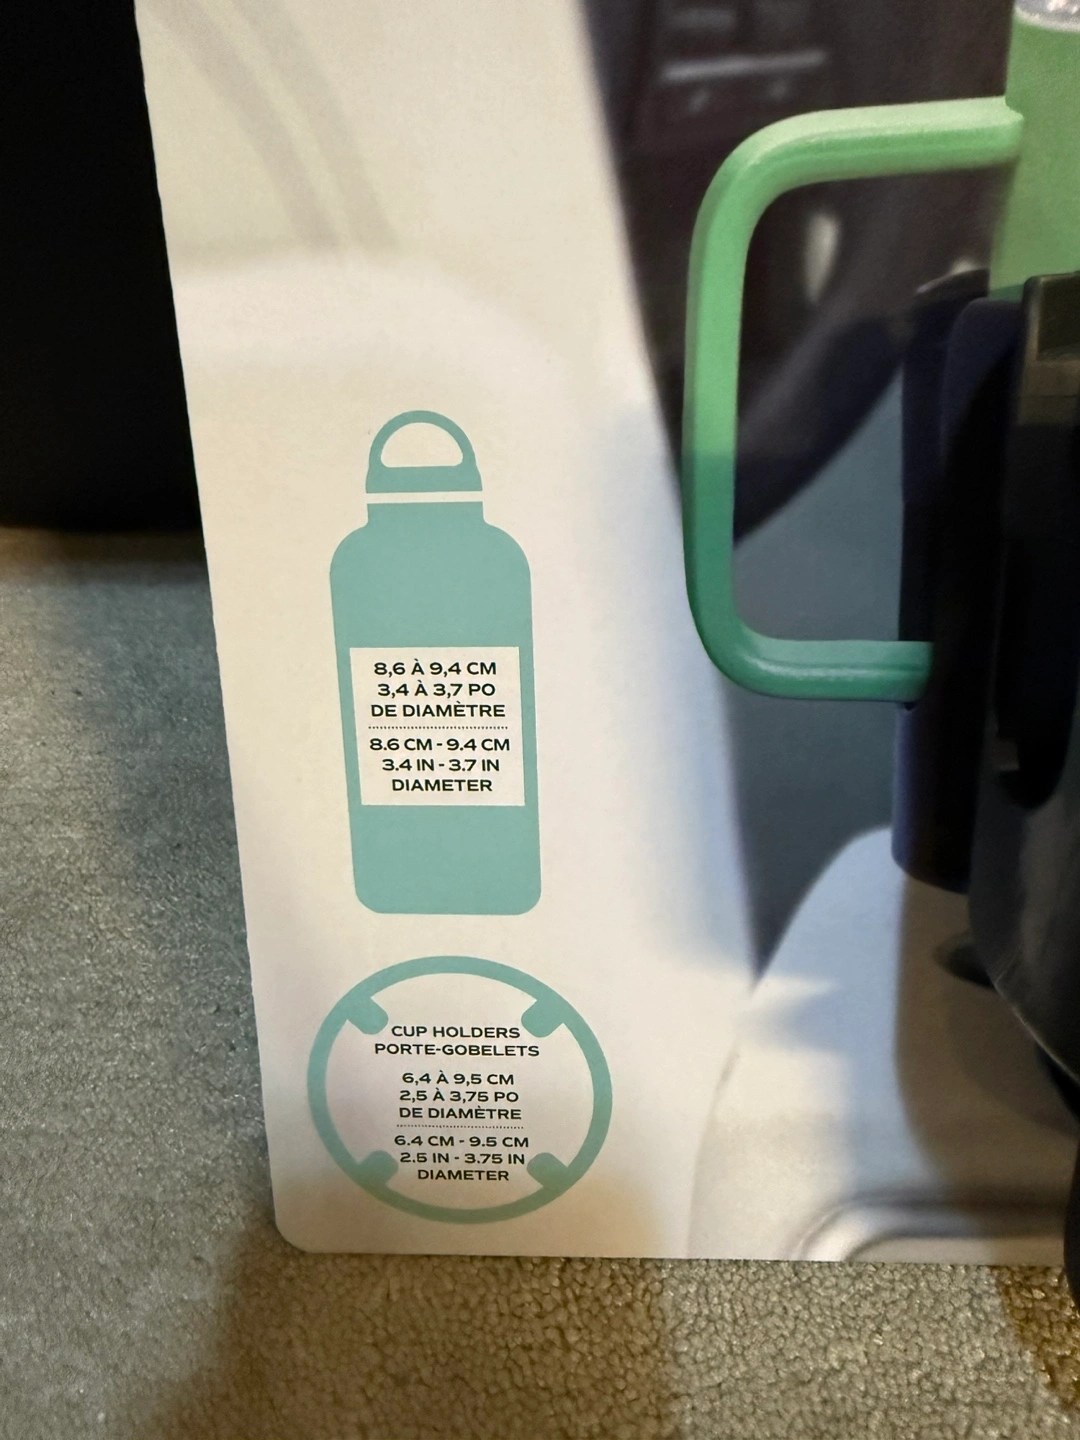 8,6 À 9,4 CM
3,4 À 3,7 PO
DE DIAMÈTRE
8.6 CM - 9.4 CM
3.4 IN - 3.7 IN
DIAMETER
CUP HOLDERS
PORTE-GOBELETS
6,4 À 9,5 CM
2,5 À 3,75 PO
DE DIAMÈTRE
6.4 CM - 9.5 CM
2.5 IN - 3.75 IN
DIAMETER